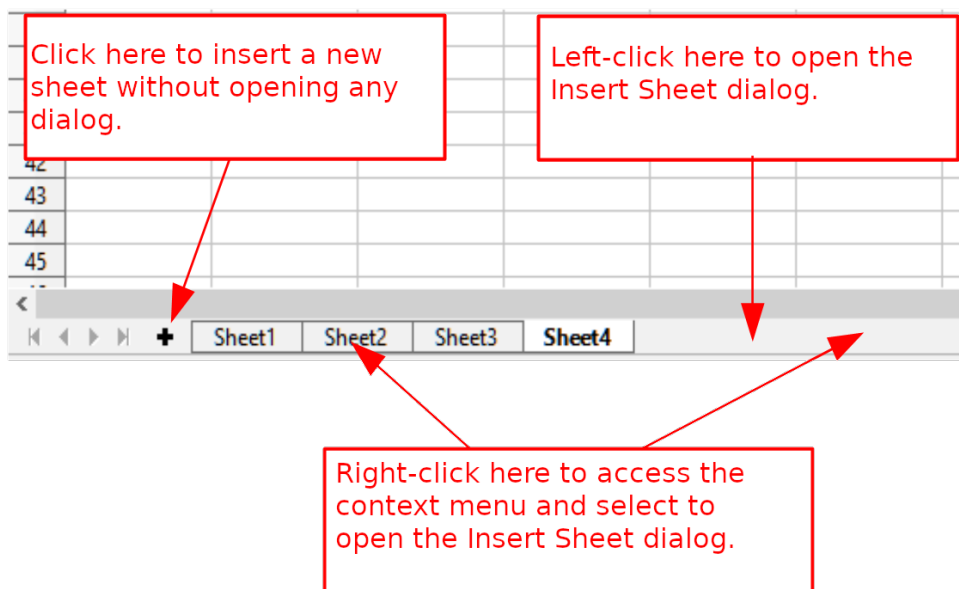 Click here to insert a new
sheet without opening any
dialog.
Left-click here to open the
Insert Sheet dialog.
42
43
44
45
Sheet1 Sheet2 Sheet3 Sheet4
Right-click here to access the
context menu and select to
open the Insert Sheet dialog.